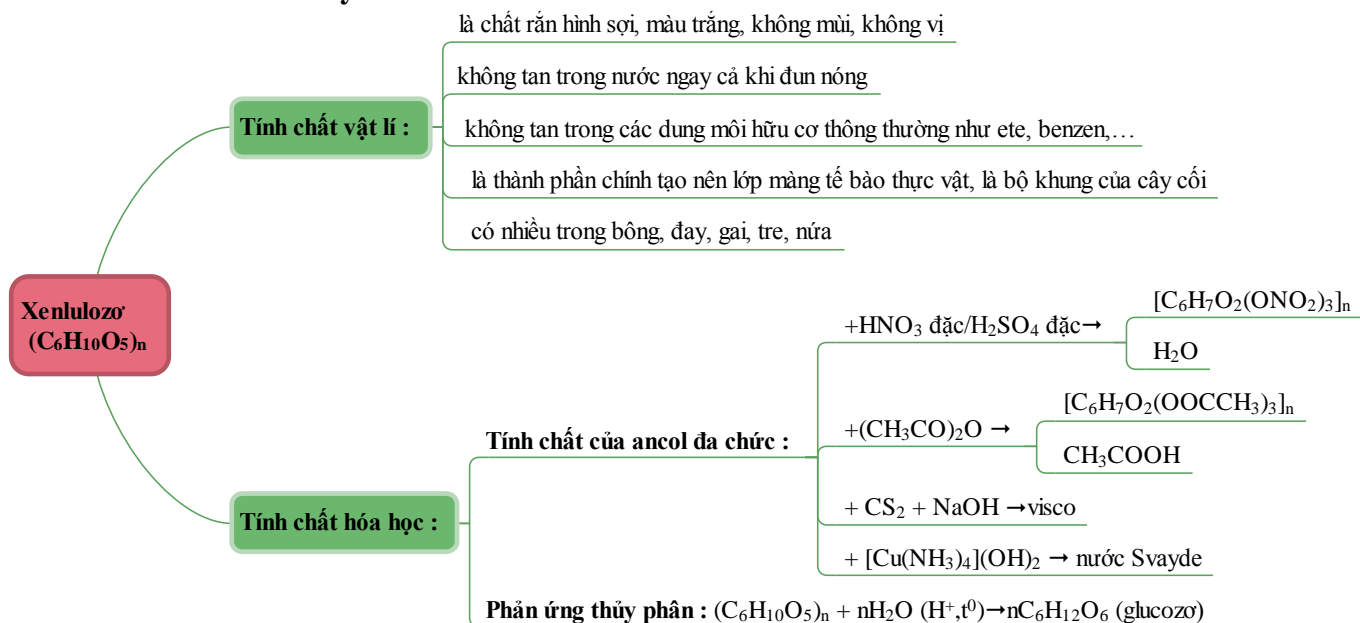 là chất rắn hình sợi, màu trắng, không mùi, không vị
không tan trong nước ngay cả khi đun nóng
Tính chất vật lí :
không tan trong các dung môi hữu cơ thông thường như ete, benzen,…
là thành phần chính tạo nên lớp màng tế bào thực vật, là bộ khung của cây cối
có nhiều trong bông, đay, gai, tre, nứa
Xenlulozơ
(C₆H₁₀O₅)ₙ
+HNO₃ đặc/H₂SO₄ đặc→
[C₆H₇O₂(ONO₂)₃]ₙ
H₂O
Tính chất của ancol đa chức :
+(CH₃CO)₂O →
[C₆H₇O₂(OOCCH₃)₃]ₙ
CH₃COOH
Tính chất hóa học :
+ CS₂ + NaOH →visco
+ [Cu(NH₃)₄](OH)₂ → nước Svayde
Phản ứng thủy phân : (C₆H₁₀O₅)ₙ + nH₂O (H⁺,t⁰)→nC₆H₁₂O₆ (glucozơ)